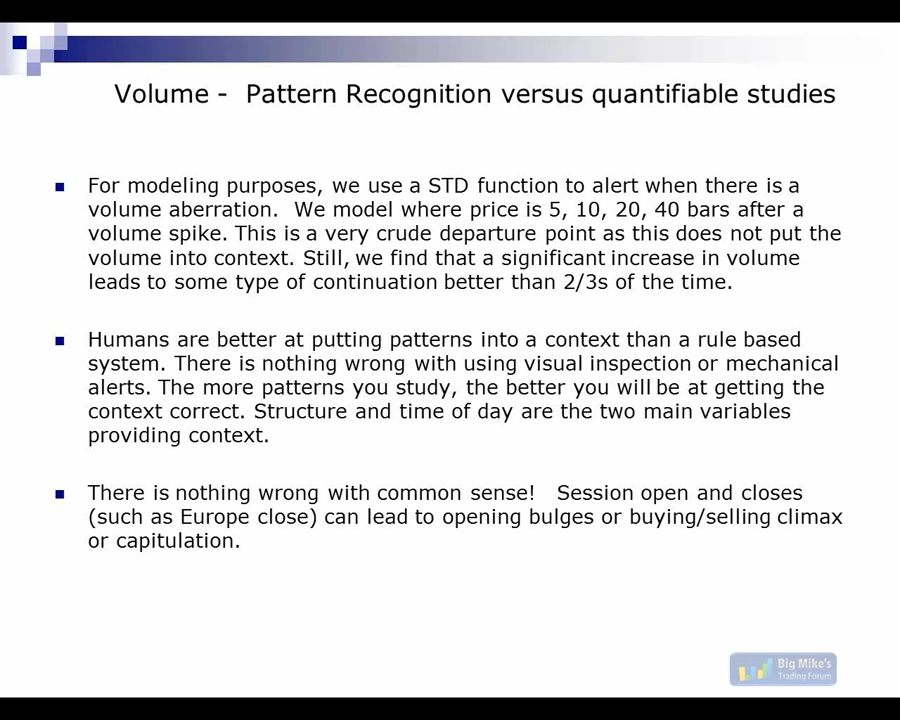 Volume -  Pattern Recognition versus quantifiable studies
For modeling purposes, we use a STD function to alert when there is a
volume aberration.  We model where price is 5, 10, 20, 40 bars after a
volume spike. This is a very crude departure point as this does not put the
volume into context. Still, we find that a significant increase in volume
leads to some type of continuation better than 2/3s of the time.
Humans are better at putting patterns into a context than a rule based
system. There is nothing wrong with using visual inspection or mechanical
alerts. The more patterns you study, the better you will be at getting the
context correct. Structure and time of day are the two main variables
providing context.
There is nothing wrong with common sense!   Session open and closes
(such as Europe close) can lead to opening bulges or buying/selling climax
or capitulation.
Big Mike's
Trading Forum